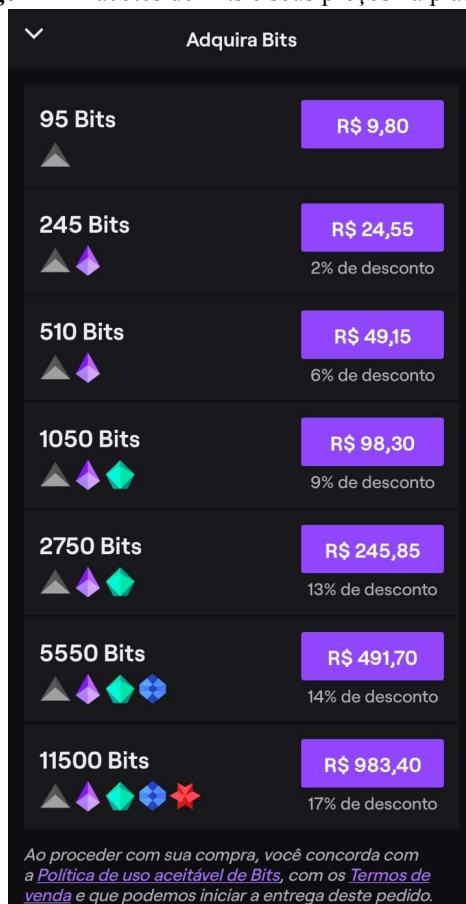 Adquira Bits
95 Bits
R$ 9,80
245 Bits
R$ 24,55
2% de desconto
510 Bits
R$ 49,15
6% de desconto
1050 Bits
R$ 98,30
9% de desconto
2750 Bits
R$ 245,85
13% de desconto
5550 Bits
R$ 491,70
14% de desconto
11500 Bits
R$ 983,40
17% de desconto
Ao proceder com sua compra, você concorda com
a Política de uso aceitável de Bits, com os Termos de
venda e que podemos iniciar a entrega deste pedido.